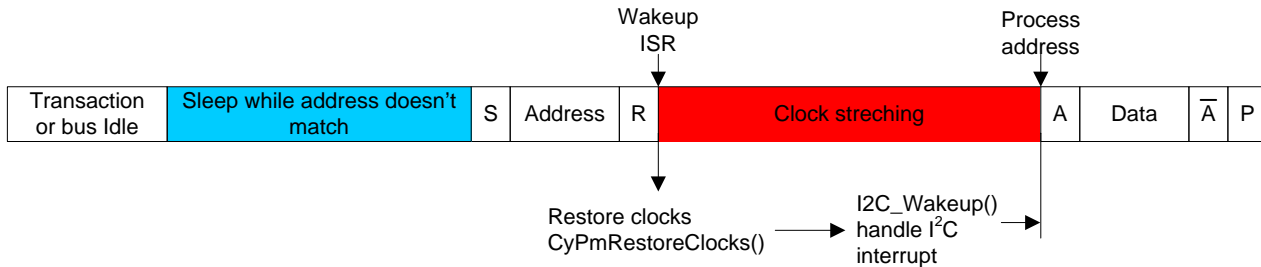 Wakeup
ISR
Process
address
Transaction
or bus Idle
Sleep while address doesn't
match
S
Address
R
Clock streching
A
Data
A̅
P
Restore clocks
CyPmRestoreClocks()
I2C_Wakeup()
handle I²C
interrupt